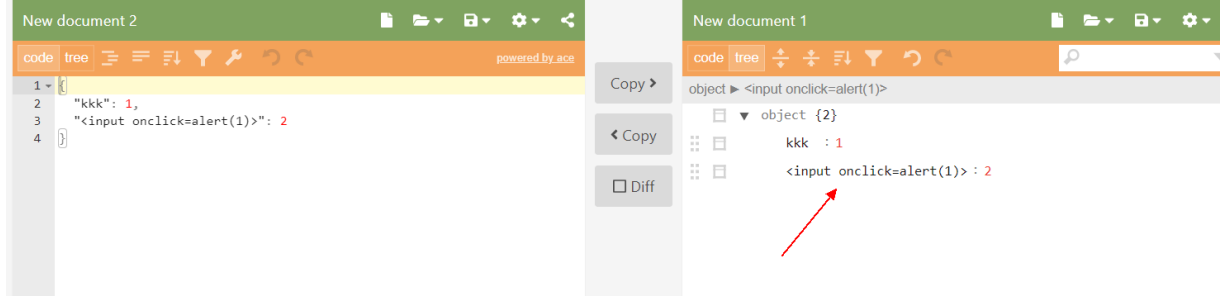 New document 2
code tree powered by ace
1 {
2 "kkk": 1,
3 "<input onclick=alert(1)>": 2
4 }
Copy >
< Copy
Diff
New document 1
code tree
object ► <input onclick=alert(1)>
▼ object {2}
kkk : 1
<input onclick=alert(1)> : 2